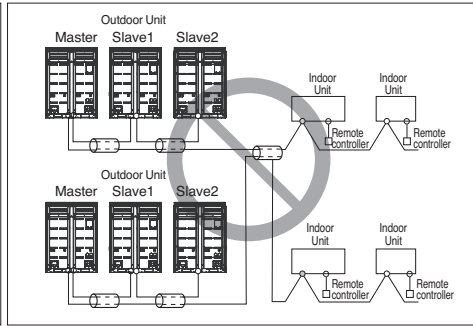 Outdoor Unit
Master Slave1 Slave2
Indoor
Unit
Indoor
Unit
Remote
controller
Remote
controller
Outdoor Unit
Master Slave1 Slave2
Indoor
Unit
Indoor
Unit
Remote
controller
Remote
controller